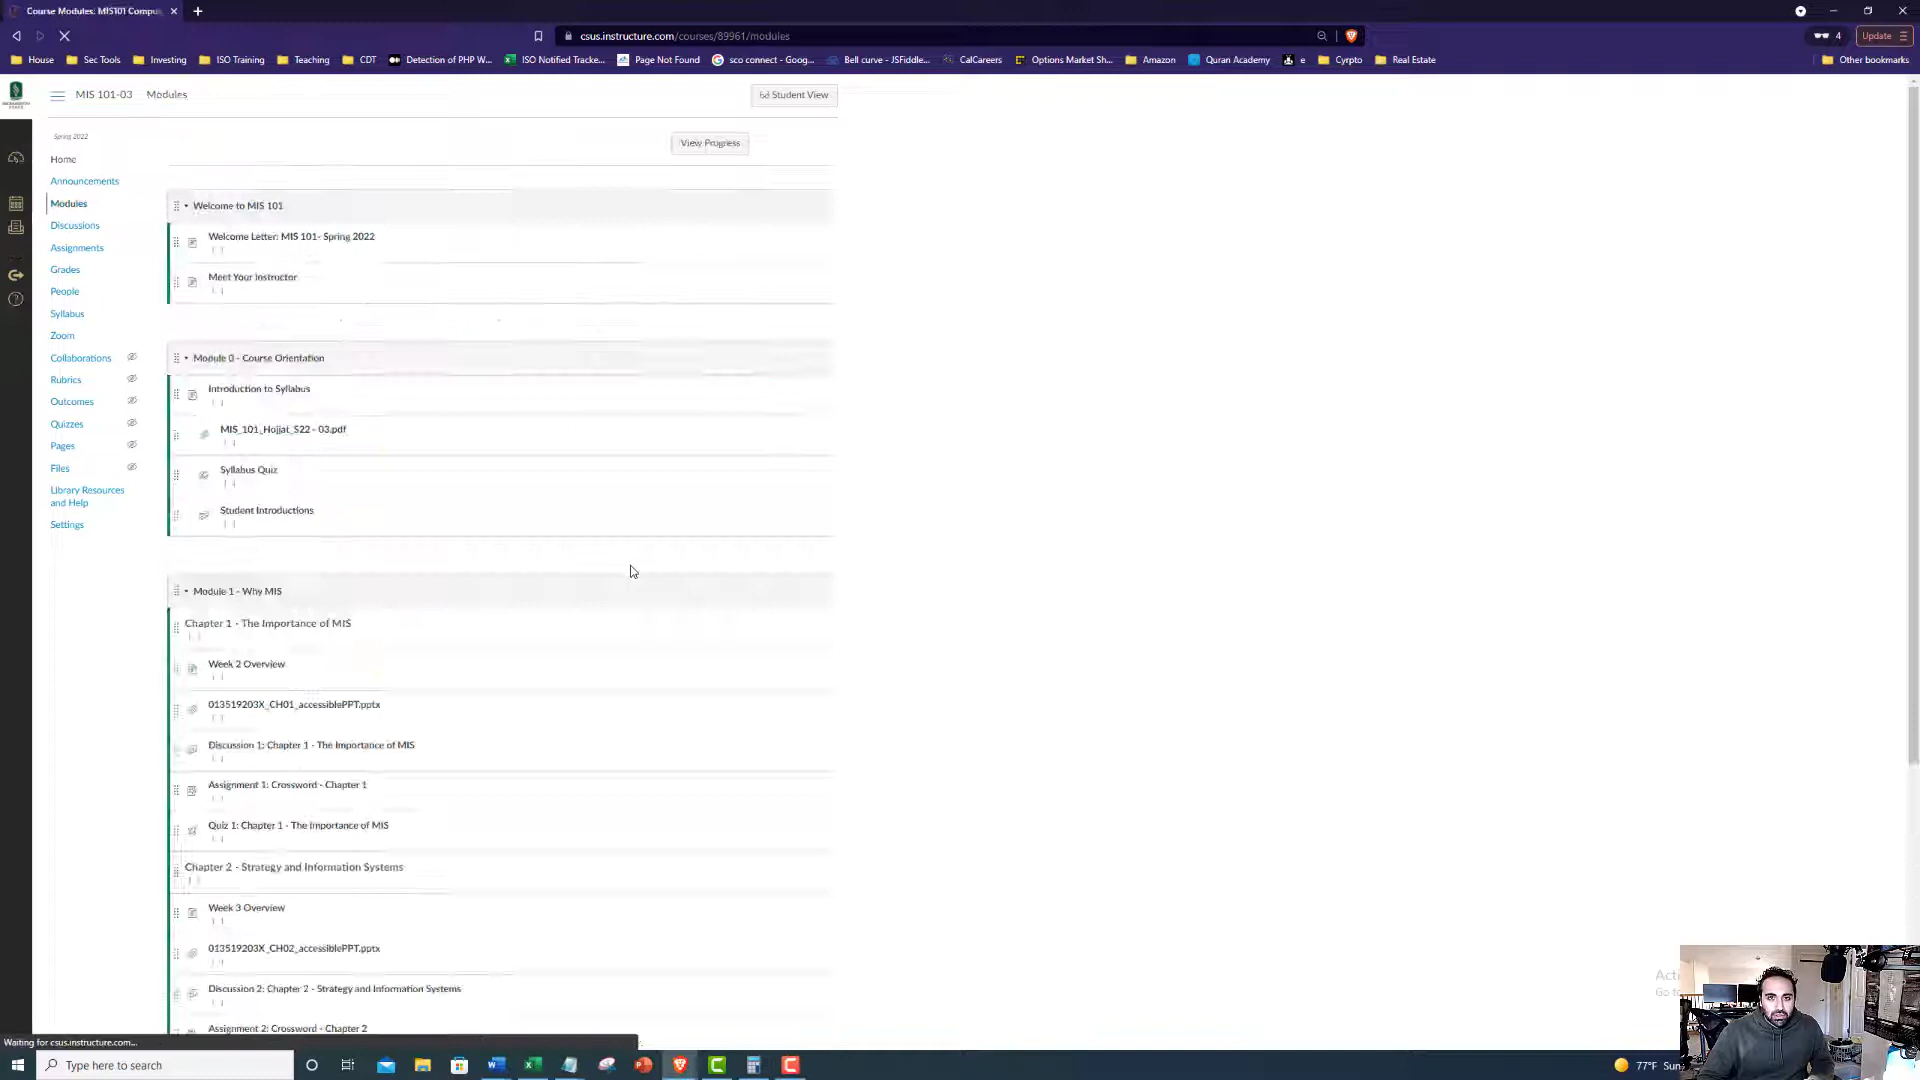 Course Modules: MIS101 Compu
csus.instructure.com/courses/89961/modules
4
Update
House
Sec Tools
Investing
ISO Training
Teaching
CDT
Detection of PHP W...
ISO Notified Tracke...
Page Not Found
sco connect - Goog...
Bell curve - JSFiddle...
CalCareers
Options Market Sh...
Amazon
Quran Academy
e
Cyrpto
Real Estate
Other bookmarks
MIS 101-03
Modules
Student View
Spring 2022
View Progress
Home
Announcements
Modules
Discussions
Assignments
Grades
People
Syllabus
Zoom
Collaborations
Rubrics
Outcomes
Quizzes
Pages
Files
Library Resources
and Help
Settings
Welcome to MIS 101
Welcome Letter: MIS 101- Spring 2022
Meet Your Instructor
Module 0 - Course Orientation
Introduction to Syllabus
MIS_101_Hojjat_S22 - 03.pdf
Syllabus Quiz
Student Introductions
Module 1 - Why MIS
Chapter 1 - The Importance of MIS
Week 2 Overview
013519203X_CH01_accessiblePPT.pptx
Discussion 1: Chapter 1 - The Importance of MIS
Assignment 1: Crossword - Chapter 1
Quiz 1: Chapter 1 - The Importance of MIS
Chapter 2 - Strategy and Information Systems
Week 3 Overview
013519203X_CH02_accessiblePPT.pptx
Discussion 2: Chapter 2 - Strategy and Information Systems
Assignment 2: Crossword - Chapter 2
Waiting for csus.instructure.com...
Type here to search
77°F Sun